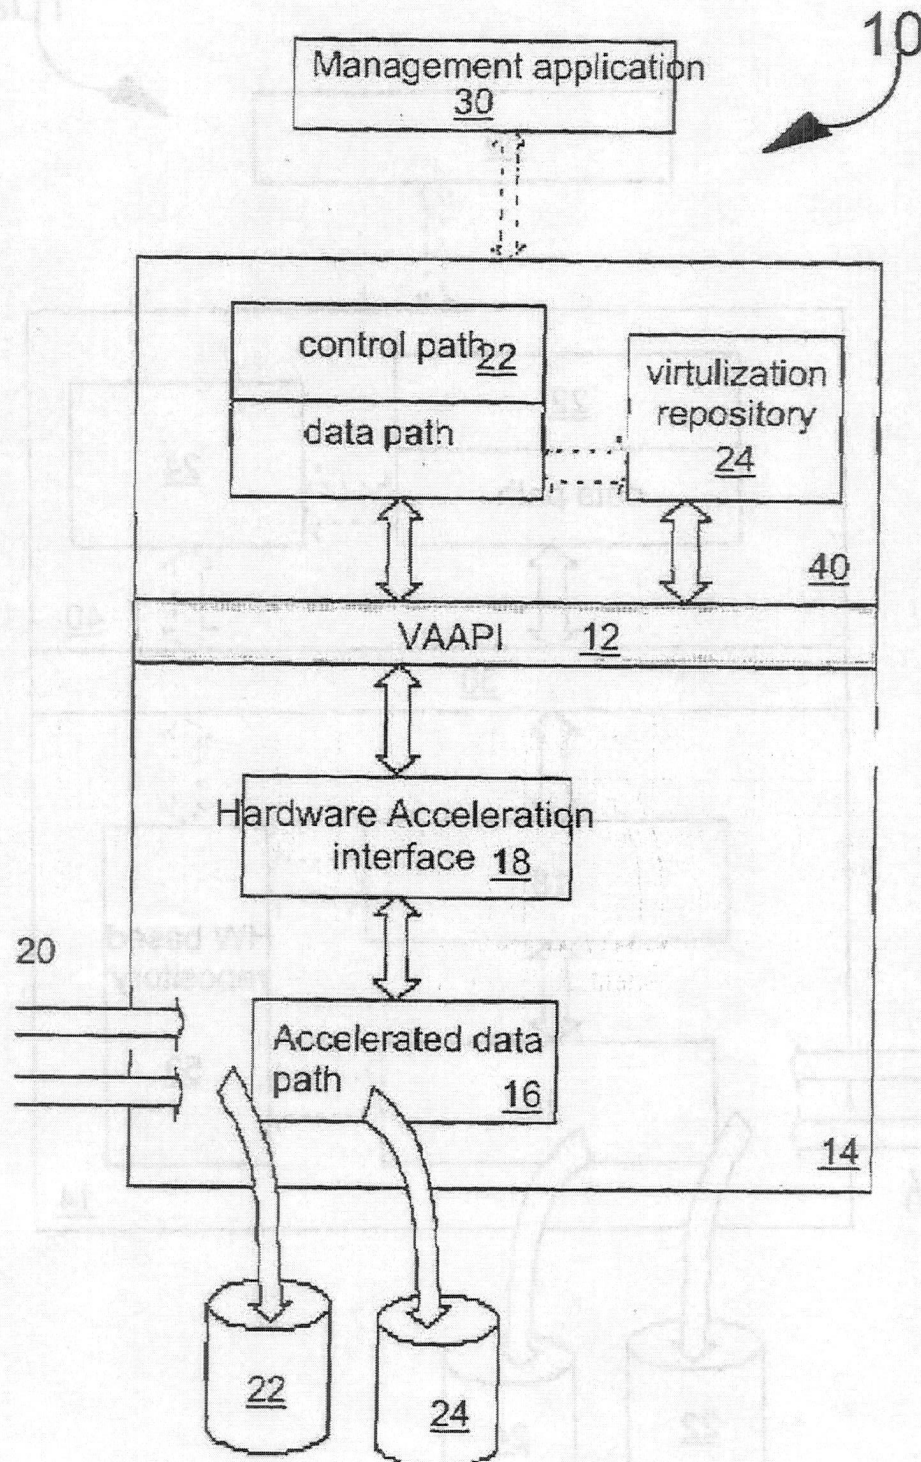 10
Management application
30
control path 22
data path
virtulization
repository
24
40
VAAPI 12
Hardware Acceleration
interface 18
20
Accelerated data
path 16
14
22
24